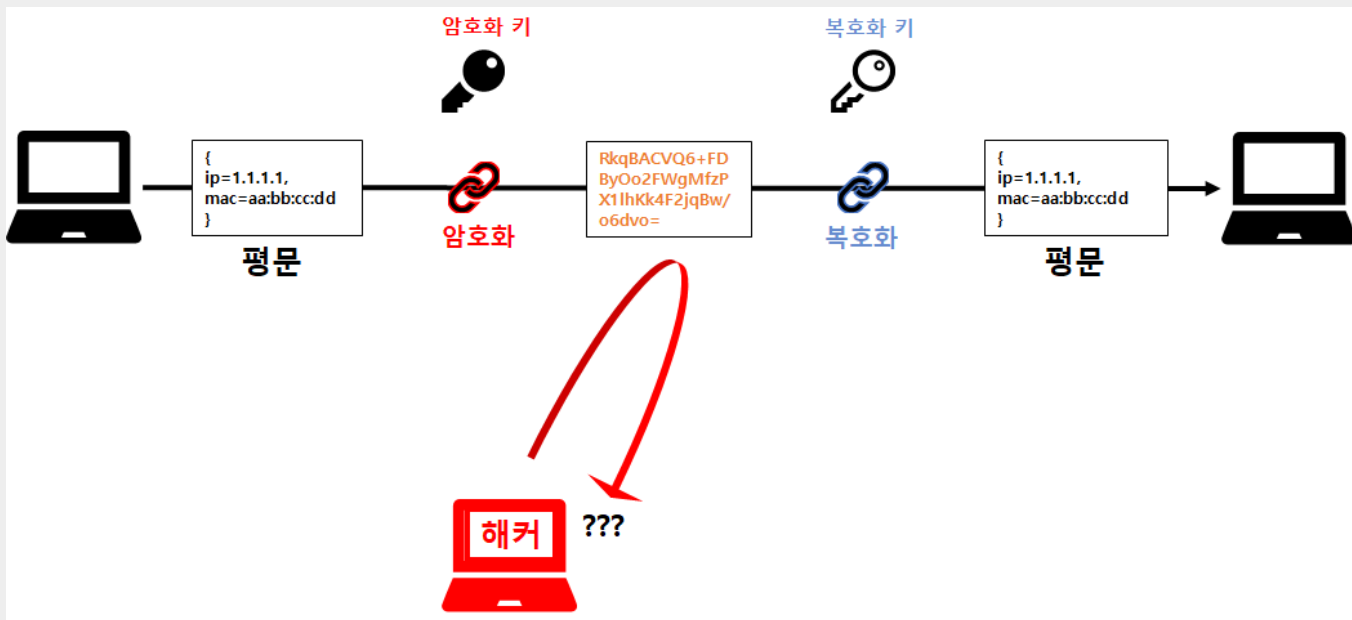 암호화 키
복호화 키
{
ip=1.1.1.1,
mac=aa:bb:cc:dd
}
평문
암호화
RkqBACVQ6+FD
ByOo2FWgMfzP
X1lhKk4F2jqBw/
o6dvo=
복호화
{
ip=1.1.1.1,
mac=aa:bb:cc:dd
}
평문
해커
???